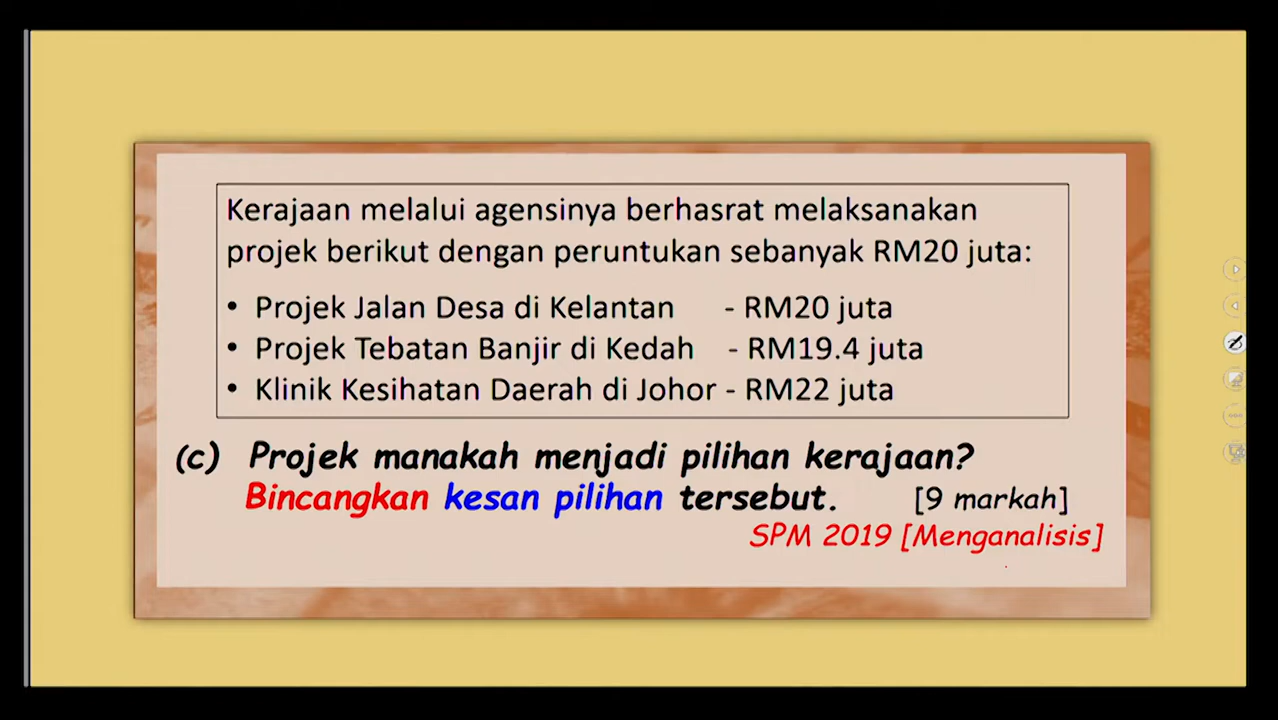 Kerajaan melalui agensinya berhasrat melaksanakan
projek berikut dengan peruntukan sebanyak RM20 juta:
• Projek Jalan Desa di Kelantan - RM20 juta
• Projek Tebatan Banjir di Kedah - RM19.4 juta
• Klinik Kesihatan Daerah di Johor - RM22 juta
(c) Projek manakah menjadi pilihan kerajaan?
Bincangkan kesan pilihan tersebut. [9 markah]
SPM 2019 [Menganalisis]